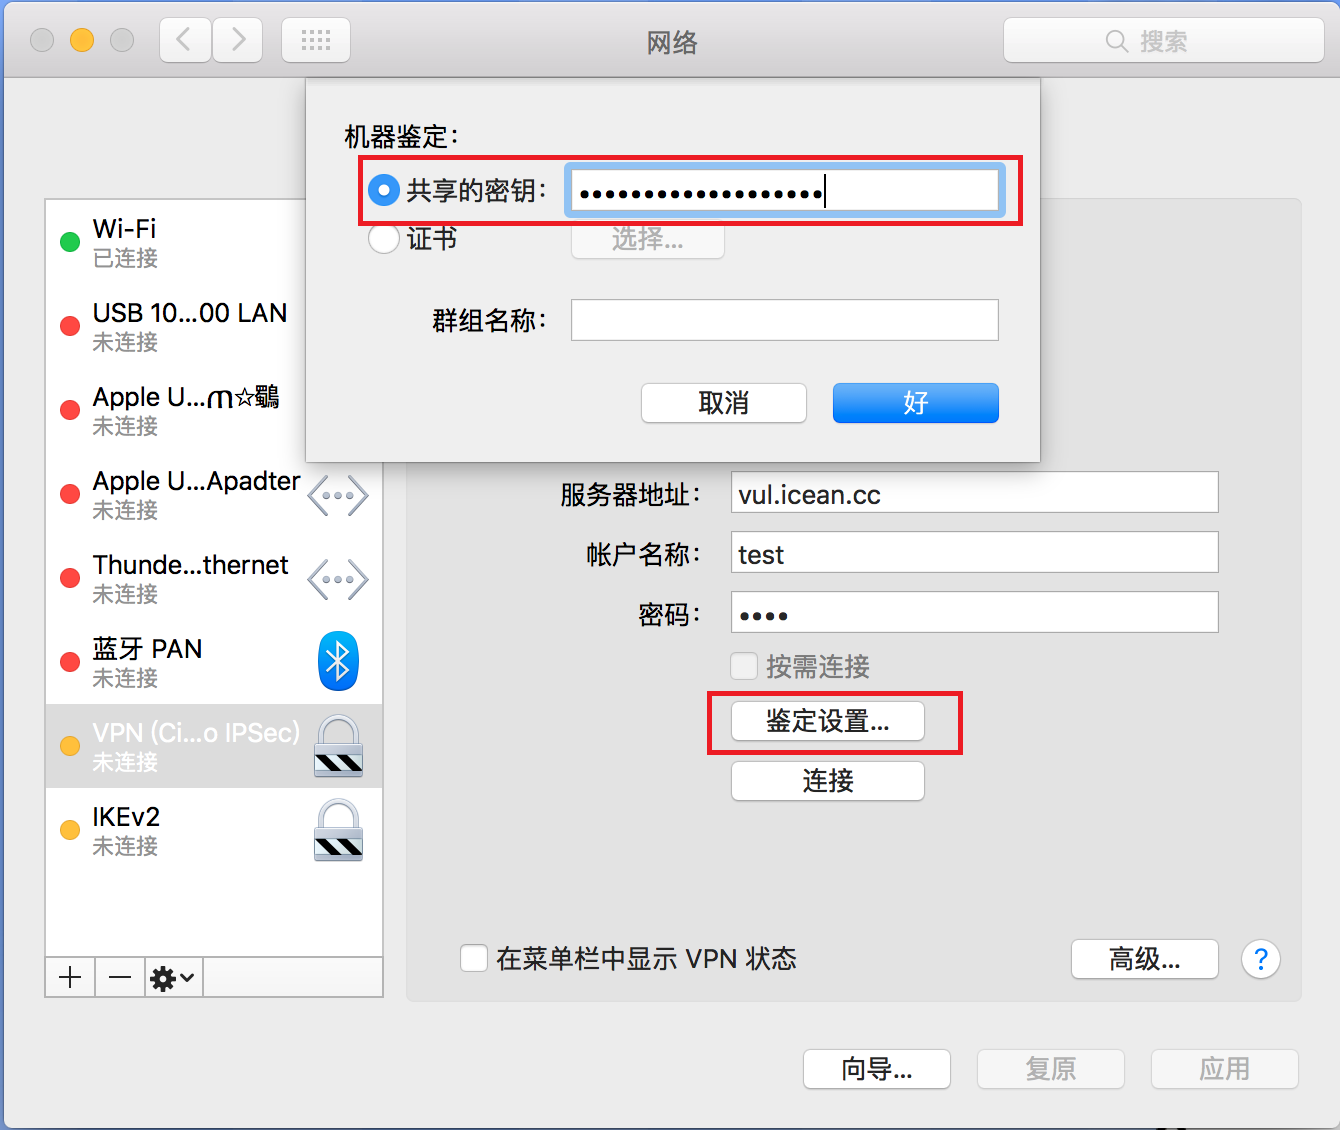 网络
搜索
机器鉴定：
共享的密钥： •••••••••••••••••••
证书
选择...
群组名称：
取消
好
Wi-Fi
已连接
USB 10...00 LAN
未连接
Apple U...
未连接
Apple U...Apadter
未连接
Thunde...thernet
未连接
蓝牙 PAN
未连接
VPN (Ci...o IPSec)
未连接
IKEv2
未连接
服务器地址： vul.icean.cc
帐户名称： test
密码： ••••
按需连接
鉴定设置...
连接
在菜单栏中显示 VPN 状态
高级...
?
向导...
复原
应用